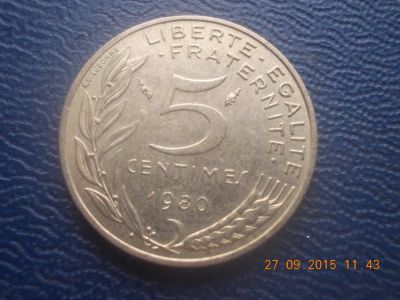 LIBERTE · EGALITE
· FRATERNITE ·
5
CENTIMES
1980
27.09.2015 11:43